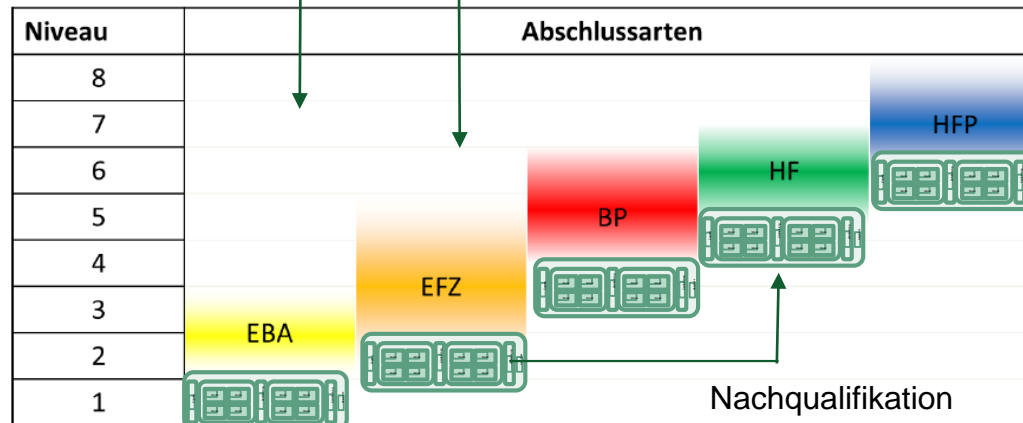 Niveau Abschlussarten
8
7 HFP
6 HF
5 BP
4
EFZ
3
EBA
2
1 Nachqualifikation